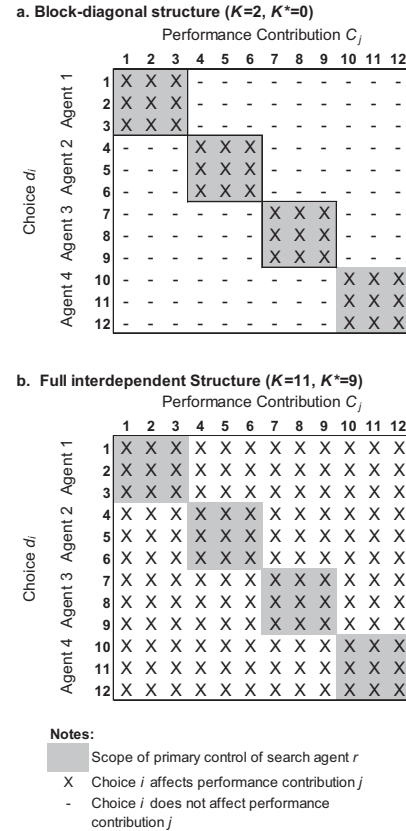 a. Block-diagonal structure (K=2, K*=0)
Performance Contribution Cj
1 2 3 4 5 6 7 8 9 10 11 12
Choice di
Agent 1
Agent 2
Agent 3
Agent 4
1 X X X - - - - - - - - -
2 X X X - - - - - - - - -
3 X X X - - - - - - - - -
4 - - - X X X - - - - - -
5 - - - X X X - - - - - -
6 - - - X X X - - - - - -
7 - - - - - - X X X - - -
8 - - - - - - X X X - - -
9 - - - - - - X X X - - -
10 - - - - - - - - - X X X
11 - - - - - - - - - X X X
12 - - - - - - - - - X X X
b. Full interdependent Structure (K=11, K*=9)
Performance Contribution Cj
1 2 3 4 5 6 7 8 9 10 11 12
Choice di
Agent 1
Agent 2
Agent 3
Agent 4
1 X X X X X X X X X X X X
2 X X X X X X X X X X X X
3 X X X X X X X X X X X X
4 X X X X X X X X X X X X
5 X X X X X X X X X X X X
6 X X X X X X X X X X X X
7 X X X X X X X X X X X X
8 X X X X X X X X X X X X
9 X X X X X X X X X X X X
10 X X X X X X X X X X X X
11 X X X X X X X X X X X X
12 X X X X X X X X X X X X
Notes:
Scope of primary control of search agent r
X Choice i affects performance contribution j
- Choice i does not affect performance
contribution j